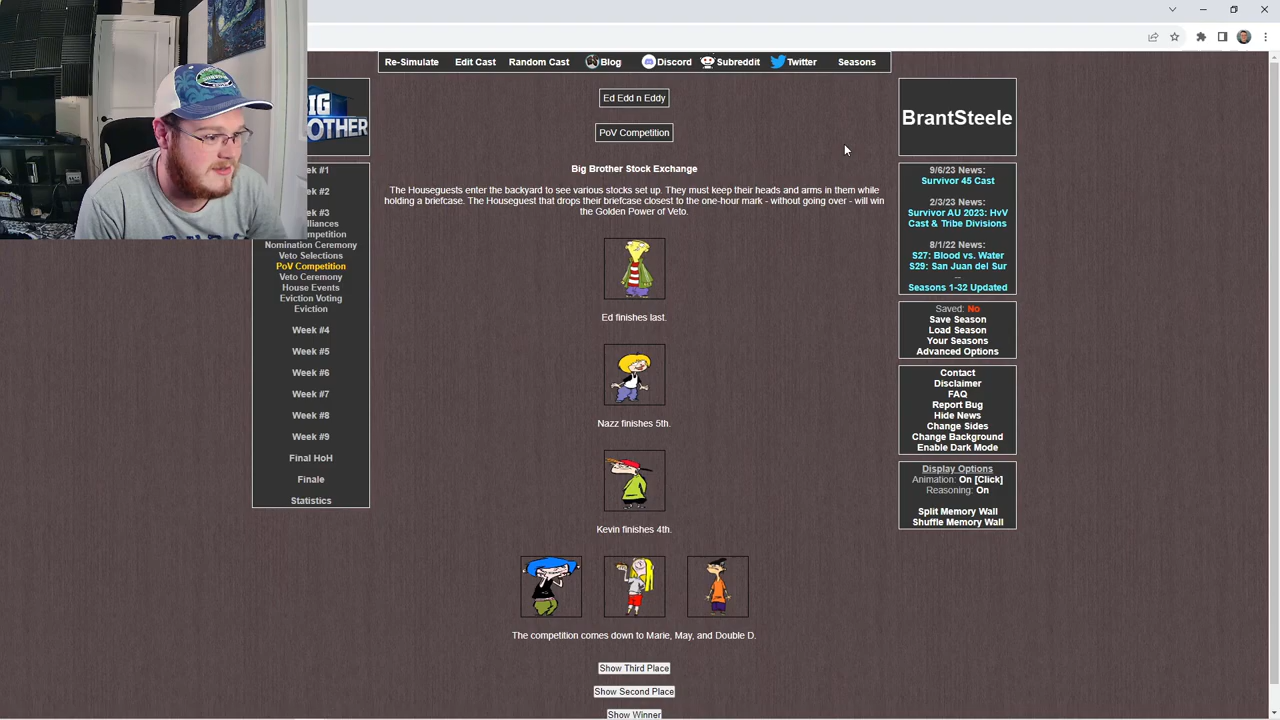 Re-Simulate Edit Cast Random Cast Blog Discord Subreddit Twitter Seasons
Ed Edd n Eddy
PoV Competition
Big Brother Stock Exchange
The Houseguests enter the backyard to see various stocks set up. They must keep their heads and arms in them while
holding a briefcase. The Houseguest that drops their briefcase closest to the one-hour mark - without going over - will win
the Golden Power of Veto.
Ed finishes last.
Nazz finishes 5th.
Kevin finishes 4th.
The competition comes down to Marie, May, and Double D.
Show Third Place
Show Second Place
Show Winner
Nomination Ceremony
Veto Selections
PoV Competition
Veto Ceremony
House Events
Eviction Voting
Eviction
Week #4
Week #5
Week #6
Week #7
Week #8
Week #9
Final HoH
Finale
Statistics
BrantSteele
9/6/23 News:
Survivor 45 Cast
2/3/23 News:
Survivor AU 2023: HvV
Cast & Tribe Divisions
8/1/22 News:
S27: Blood vs. Water
S29: San Juan del Sur
--
Seasons 1-32 Updated
Saved: No
Save Season
Load Season
Your Seasons
Advanced Options
Contact
Disclaimer
FAQ
Report Bug
Hide News
Change Sides
Change Background
Enable Dark Mode
Display Options
Animation: On [Click]
Reasoning: On
Split Memory Wall
Shuffle Memory Wall